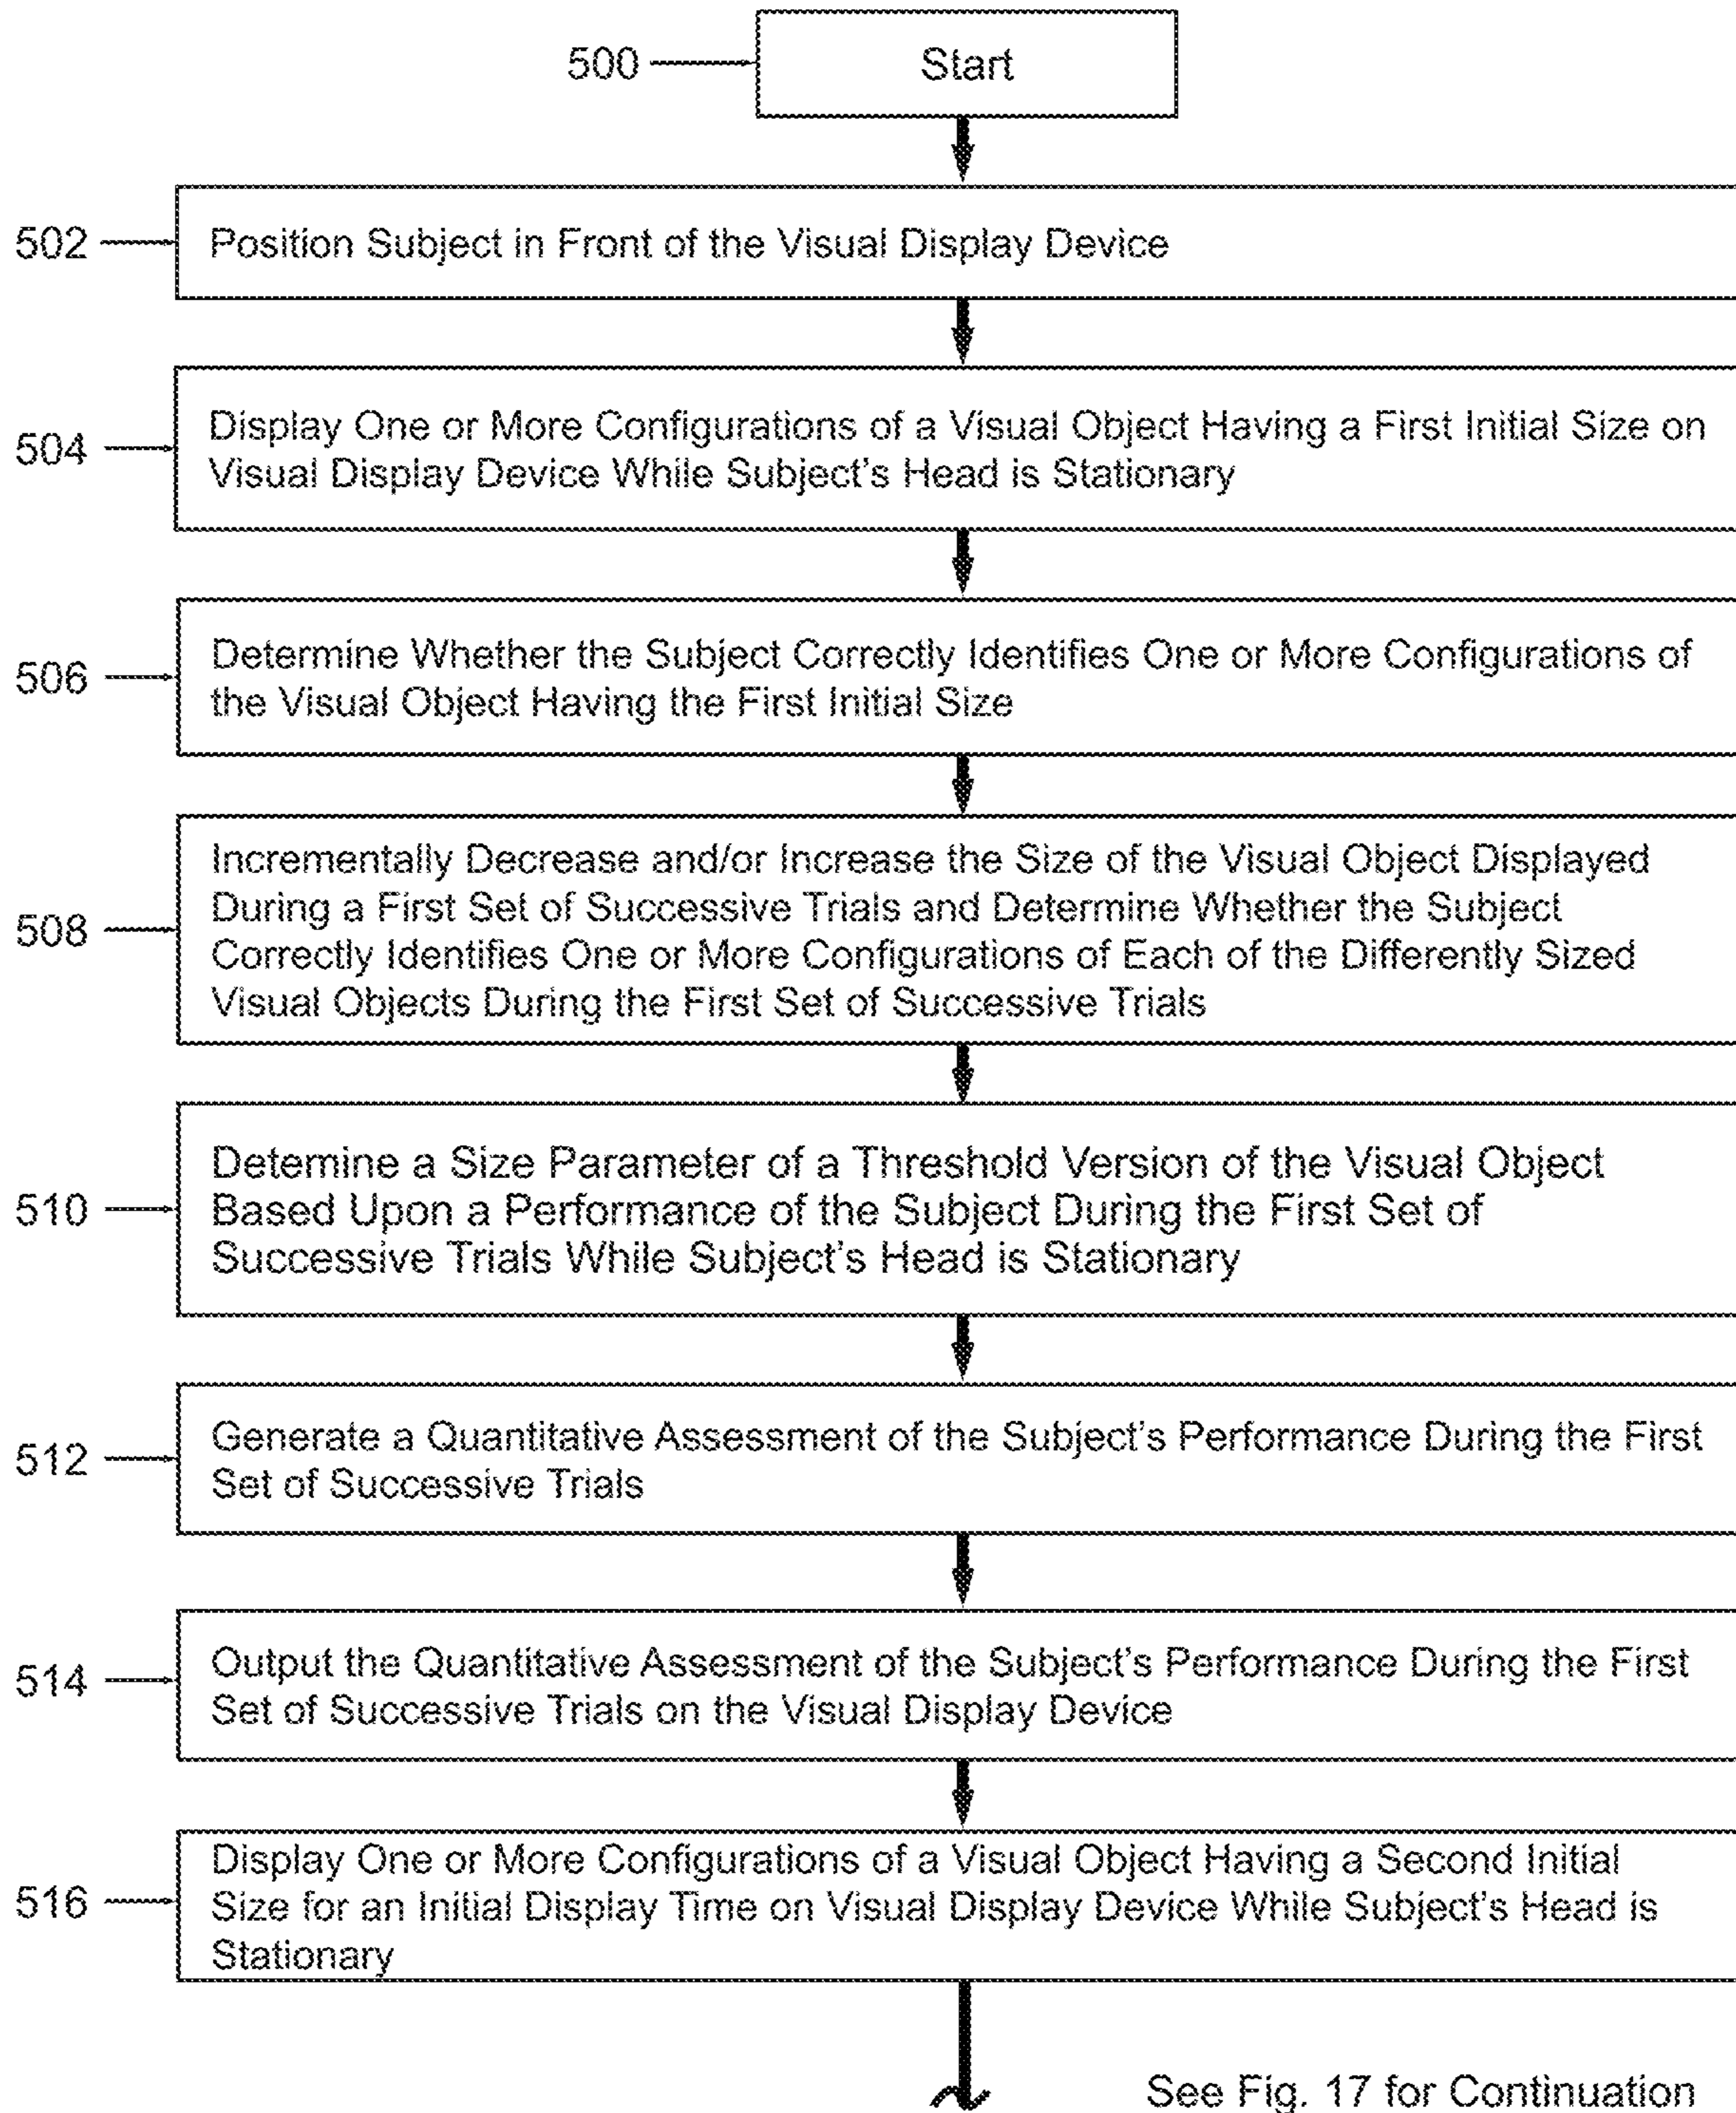 500
Start
502
Position Subject in Front of the Visual Display Device
504
Display One or More Configurations of a Visual Object Having a First Initial Size on
Visual Display Device While Subject's Head is Stationary
506
Determine Whether the Subject Correctly Identifies One or More Configurations of
the Visual Object Having the First Initial Size
508
Incrementally Decrease and/or Increase the Size of the Visual Object Displayed
During a First Set of Successive Trials and Determine Whether the Subject
Correctly Identifies One or More Configurations of Each of the Differently Sized
Visual Objects During the First Set of Successive Trials
510
Detemine a Size Parameter of a Threshold Version of the Visual Object
Based Upon a Performance of the Subject During the First Set of
Successive Trials While Subject's Head is Stationary
512
Generate a Quantitative Assessment of the Subject's Performance During the First
Set of Successive Trials
514
Output the Quantitative Assessment of the Subject's Performance During the First
Set of Successive Trials on the Visual Display Device
516
Display One or More Configurations of a Visual Object Having a Second Initial
Size for an Initial Display Time on Visual Display Device While Subject's Head is
Stationary
See Fig. 17 for Continuation